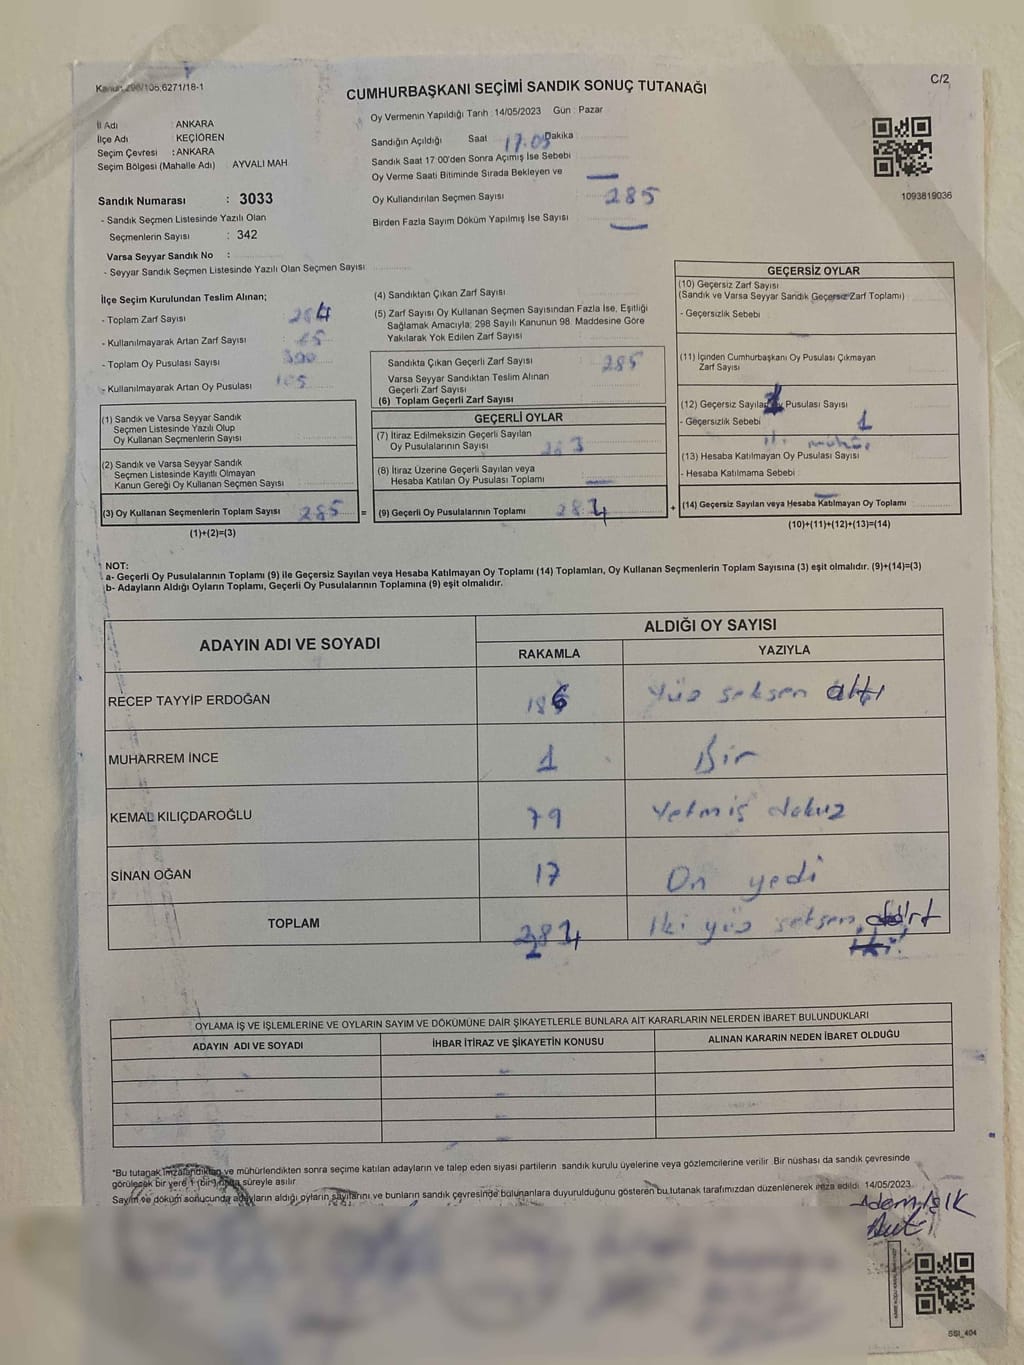 Kanun 298/105;6271/18-1
C/2
CUMHURBAŞKANI SEÇİMİ SANDIK SONUÇ TUTANAĞI
Oy Vermenin Yapıldığı Tarih : 14/05/2023 Gün : Pazar
İl Adı : ANKARA
İlçe Adı : KEÇİÖREN
Seçim Çevresi : ANKARA
Seçim Bölgesi (Mahalle Adı) : AYVALI MAH
Sandık Numarası : 3033
- Sandık Seçmen Listesinde Yazılı Olan
Seçmenlerin Sayısı : 342
Varsa Seyyar Sandık No :
- Seyyar Sandık Seçmen Listesinde Yazılı Olan Seçmen Sayısı
Sandığın Açıldığı Saat 17.05 Dakika
Sandık Saat 17 00'den Sonra Açımış İse Sebebi
Oy Verme Saati Bitiminde Sırada Bekleyen ve
Oy Kullandırılan Seçmen Sayısı 285
Birden Fazla Sayım Döküm Yapılmış İse Sayısı
1093819036
İlçe Seçim Kurulundan Teslim Alınan;
- Toplam Zarf Sayısı
- Kullanılmayarak Artan Zarf Sayısı
- Toplam Oy Pusulası Sayısı
- Kullanılmayarak Artan Oy Pusulası 105
(1) Sandık ve Varsa Seyyar Sandık
Seçmen Listesinde Yazılı Olup
Oy Kullanan Seçmenlerin Sayısı
(2) Sandık ve Varsa Seyyar Sandık
Seçmen Listesinde Kayıtlı Olmayan
Kanun Gereği Oy Kullanan Seçmen Sayısı
(3) Oy Kullanan Seçmenlerin Toplam Sayısı 285 =
(1)+(2)=(3)
(4) Sandıktan Çıkan Zarf Sayısı
(5) Zarf Sayısı Oy Kullanan Seçmen Sayısından Fazla İse, Eşitliği
Sağlamak Amacıyla; 298 Sayılı Kanunun 98. Maddesine Göre
Yakılarak Yok Edilen Zarf Sayısı
Sandıkta Çıkan Geçerli Zarf Sayısı 285
Varsa Seyyar Sandıktan Teslim Alınan
Geçerli Zarf Sayısı
(6) Toplam Geçerli Zarf Sayısı
GEÇERLİ OYLAR
(7) İtiraz Edilmeksizin Geçerli Sayılan
Oy Pusulasının Sayısı 283
(8) İtiraz Üzerine Geçerli Sayılan veya
Hesaba Katılan Oy Pusulası Toplamı
(9) Geçerli Oy Pusulalarının Toplamı +
GEÇERSİZ OYLAR
(10) Geçersiz Zarf Sayısı
(Sandık ve Varsa Seyyar Sandık Geçersiz Zarf Toplamı)
- Geçersizlik Sebebi
(11) İçinden Cumhurbaşkanı Oy Pusulası Çıkmayan
Zarf Sayısı
(12) Geçersiz Sayılan Oy Pusulası Sayısı
- Geçersizlik Sebebi 1
(13) Hesaba Katılmayan Oy Pusulası Sayısı
- Hesaba Katılmama Sebebi
(14) Geçersiz Sayılan veya Hesaba Katılmayan Oy Toplamı
(10)+(11)+(12)+(13)=(14)
NOT:
a- Geçerli Oy Pusulalarının Toplamı (9) ile Geçersiz Sayılan veya Hesaba Katılmayan Oy Toplamı (14) Toplamları, Oy Kullanan Seçmenlerin Toplam Sayısına (3) eşit olmalıdır. (9)+(14)=(3)
b- Adayların Aldığı Oyların Toplamı, Geçerli Oy Pusulalarının Toplamına (9) eşit olmalıdır.
ADAYIN ADI VE SOYADI
ALDIĞI OY SAYISI
RAKAMLA YAZIYLA
RECEP TAYYİP ERDOĞAN 186 Yüz seksen altı
MUHARREM İNCE 1 Bir
KEMAL KILIÇDAROĞLU 79 Yetmiş dokuz
SİNAN OĞAN 17 On yedi
TOPLAM İki yüz seksen
OYLAMA İŞ VE İŞLEMLERİNE VE OYLARIN SAYIM VE DÖKÜMÜNE DAİR ŞİKAYETLERLE BUNLARA AİT KARARLARIN NELERDEN İBARET BULUNDUKLARI
ADAYIN ADI VE SOYADI İHBAR İTİRAZ VE ŞİKAYETİN KONUSU ALINAN KARARIN NEDEN İBARET OLDUĞU
*Bu tutanak imzalandıktan ve mühürlendikten sonra seçime katılan adayların ve talep eden siyasi partilerin sandık kurulu üyelerine veya gözlemcilerine verilir. Bir nüshası da sandık çevresinde
görülecek bir yere 1 (bir) hafta süreyle asılır
Sayım ve döküm sonucunda adayların aldığı oyların sayılarını ve bunların sandık çevresinde bulunanlara duyurulduğunu gösteren bu tutanak tarafımızdan düzenlenerek imza edildi. 14/05/2023
SSI_404